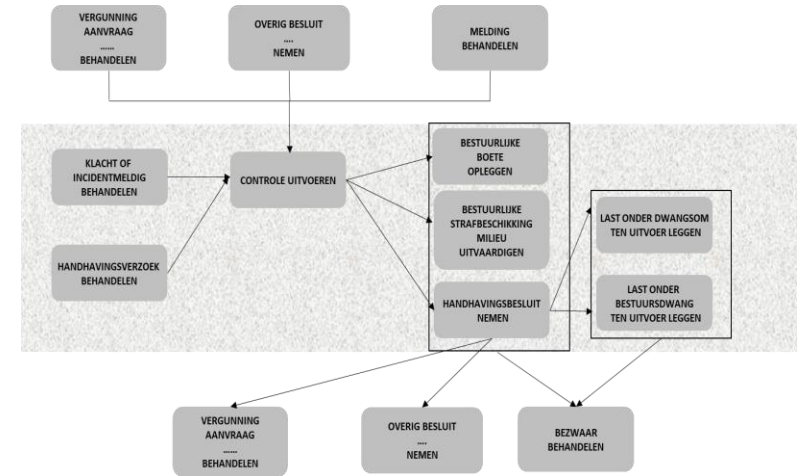 VERGUNNING
AANVRAAG
......
BEHANDELEN
OVERIG BESLUIT
....
NEMEN
MELDING
BEHANDELEN
KLACHT OF
INCIDENTMELDIG
BEHANDELEN
CONTROLE UITVOEREN
BESTUURLIJKE
BOETE
OPLEGGEN
BESTUURLIJKE
STRAFBESCHIKKING
MILIEU
UITVAARDIGEN
LAST ONDER DWANGSOM
TEN UITVOER LEGGEN
HANDHAVINGSVERZOEK
BEHANDELEN
HANDHAVINGSBESLUIT
NEMEN
LAST ONDER
BESTUURSDWANG
TEN UITVOER LEGGEN
VERGUNNING
AANVRAAG
......
BEHANDELEN
OVERIG BESLUIT
....
NEMEN
BEZWAAR
BEHANDELEN